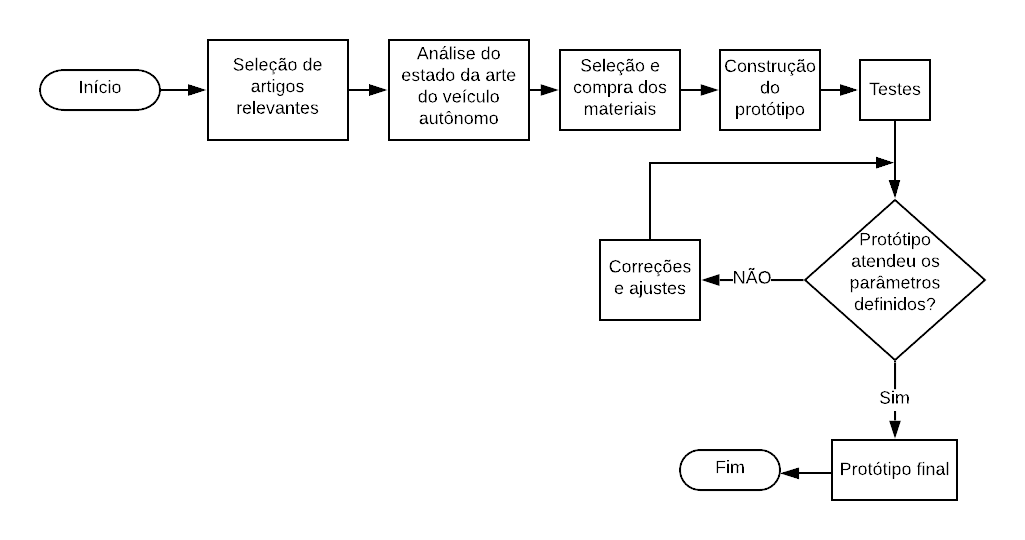 Início
Seleção de
artigos
relevantes
Análise do
estado da arte
do veículo
autônomo
Seleção e
compra dos
materiais
Construção
do
protótipo
Testes
Protótipo
atendeu os
parâmetros
definidos?
NÃO
Correções
e ajustes
Sim
Protótipo final
Fim